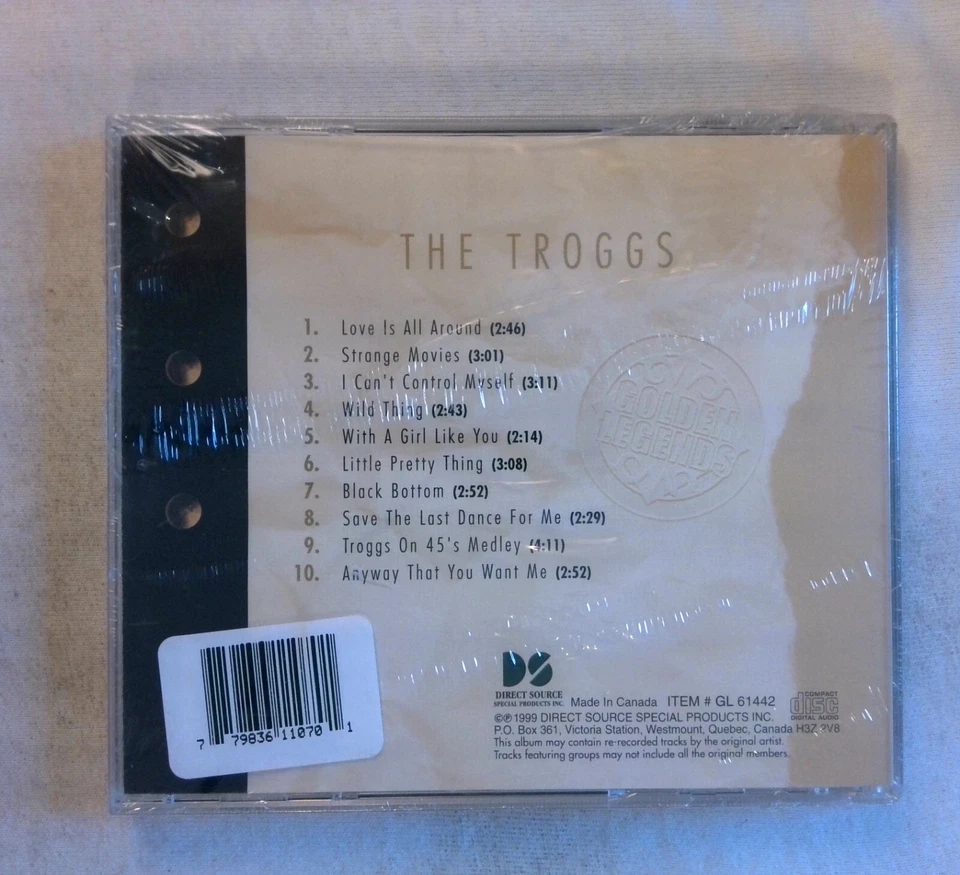 THE TROGGS
1. Love Is All Around (2:46)
2. Strange Movies (3:01)
3. I Can't Control Myself (3:11)
4. Wild Thing (2:43)
5. With A Girl Like You (2:14)
6. Little Pretty Thing (3:08)
7. Black Bottom (2:52)
8. Save The Last Dance For Me (2:29)
9. Troggs On 45's Medley (4:11)
10. Anyway That You Want Me (2:52)
GOLDEN
LEGENDS
DS
DIRECT SOURCE
SPECIAL PRODUCTS INC.
Made In Canada ITEM # GL 61442
COMPACT
disc
DIGITAL AUDIO
©℗1999 DIRECT SOURCE SPECIAL PRODUCTS INC.
P.O. Box 361, Victoria Station, Westmount, Quebec, Canada H3Z 2V8
This album may contain re-recorded tracks by the original artist.
Tracks featuring groups may not include all the original members.
7 79836 11070 1